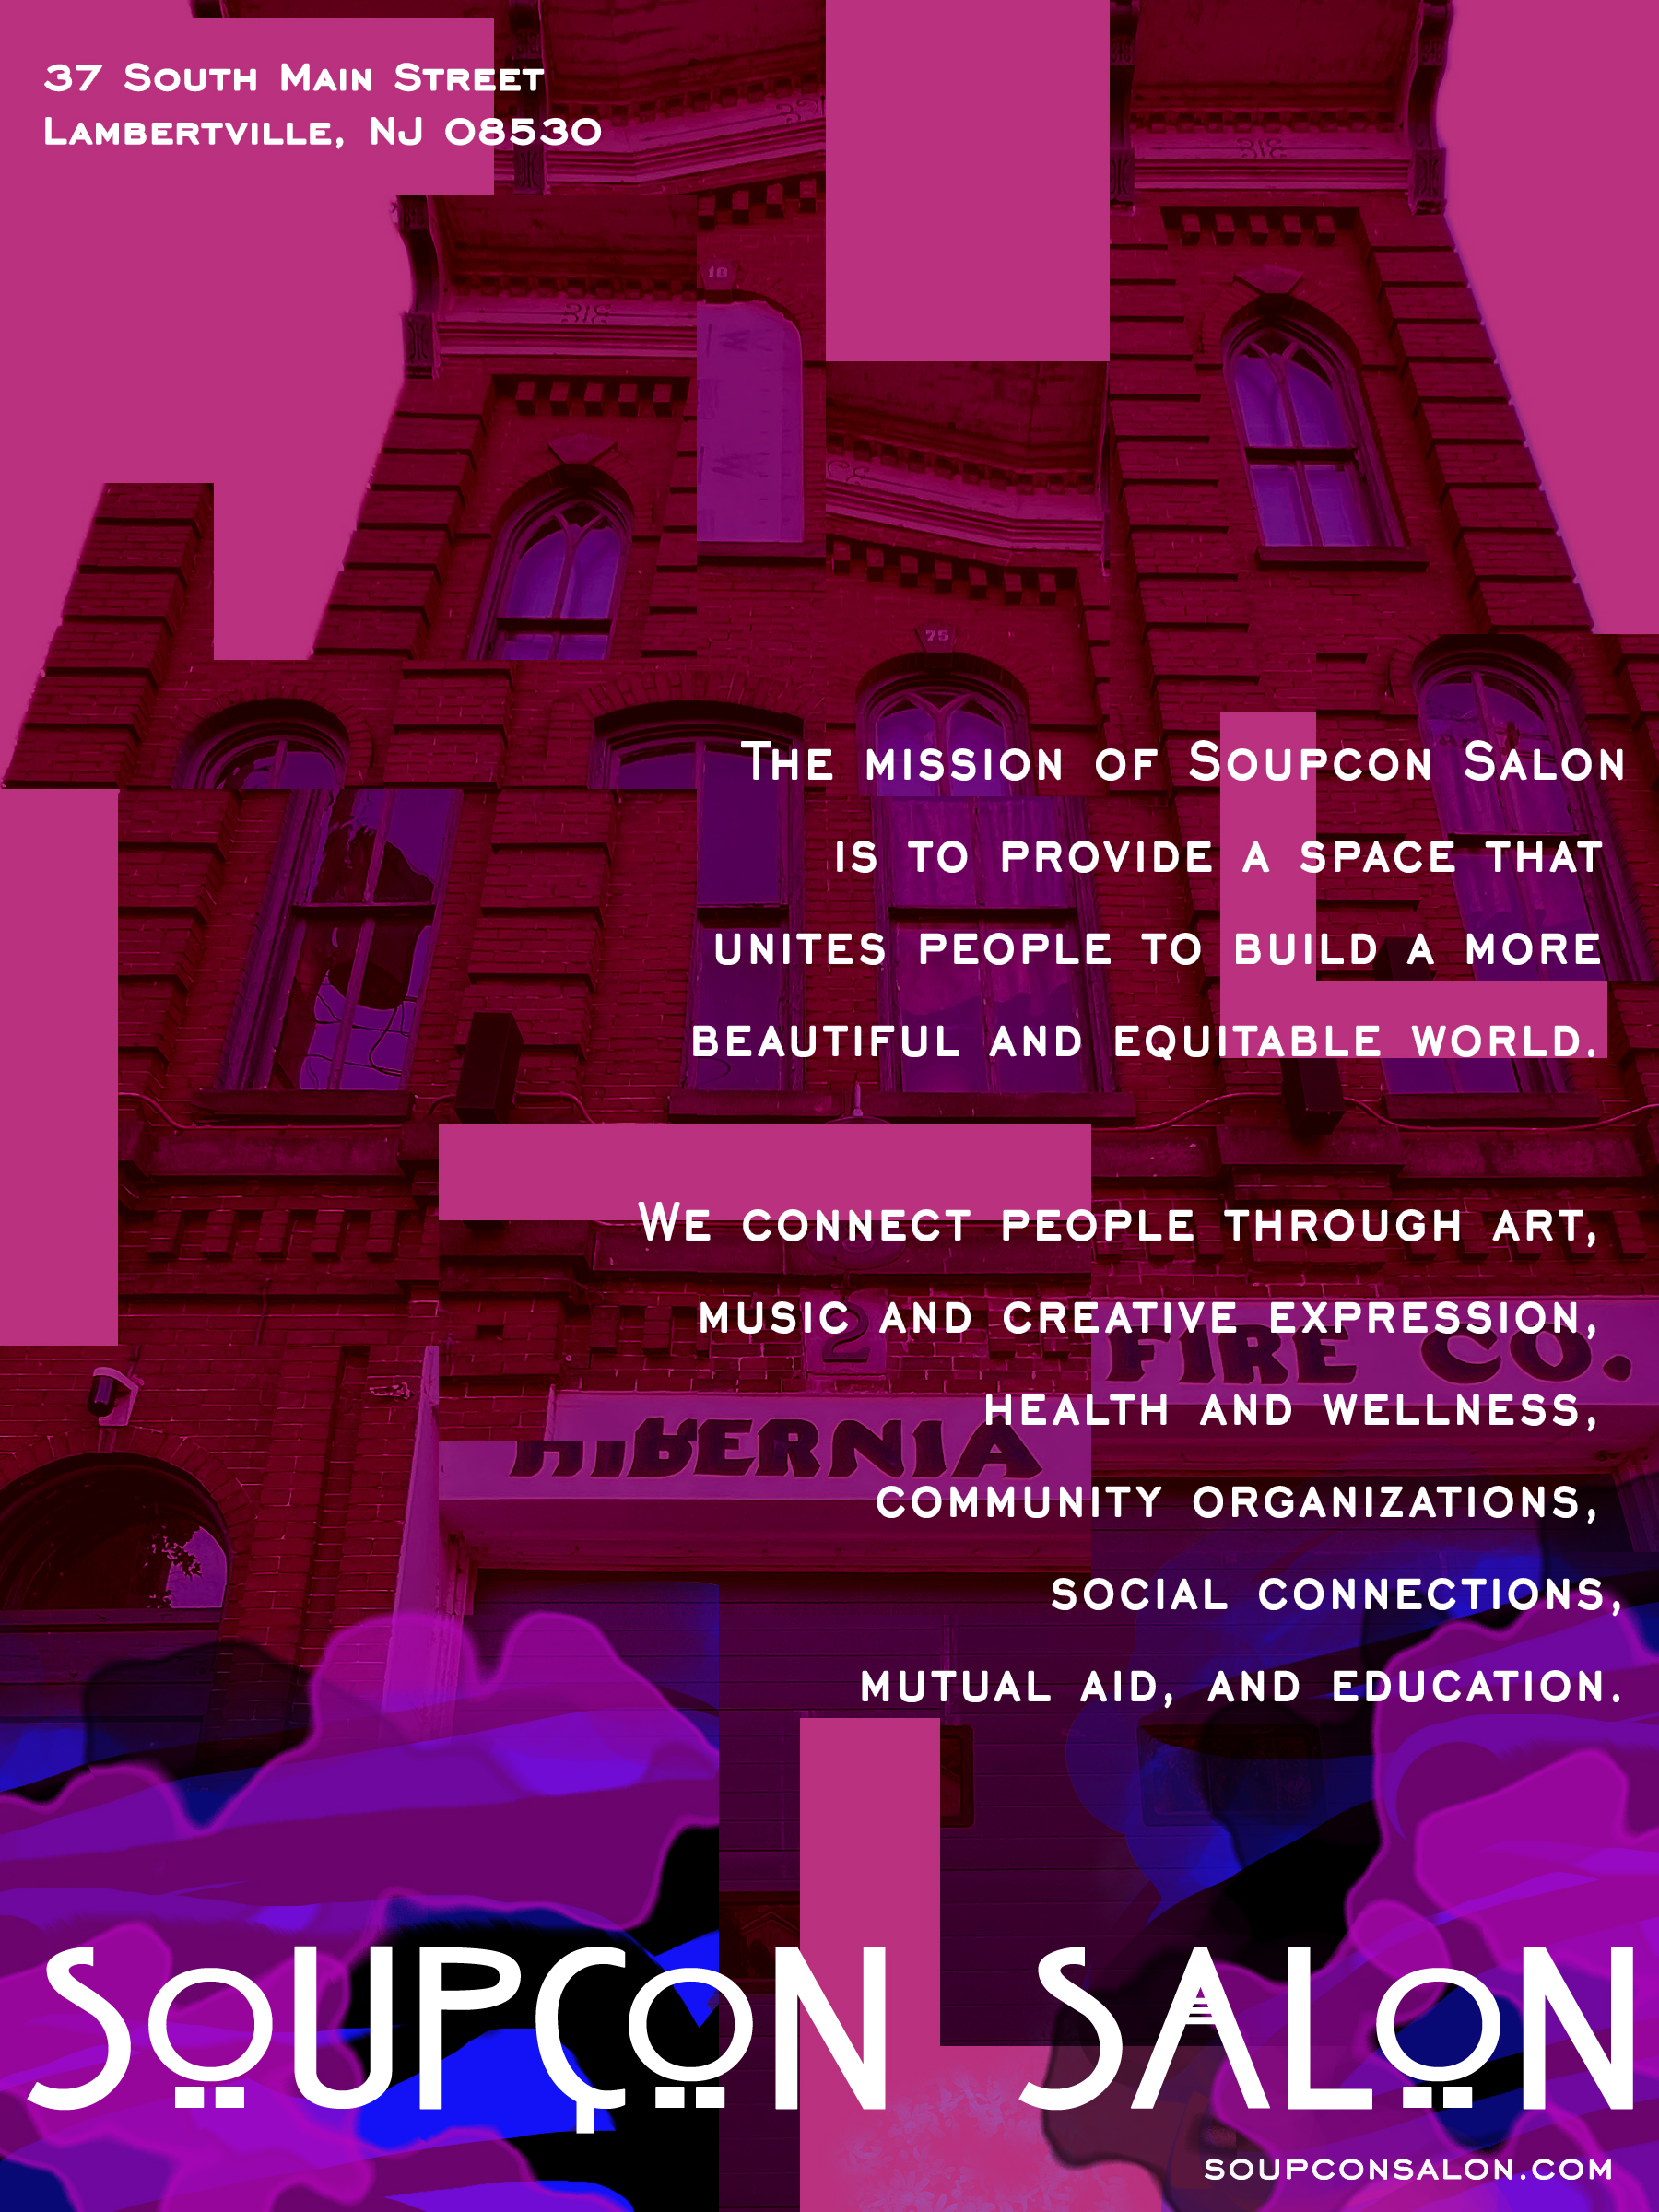 37 South Main Street
Lambertville, NJ 08530
18
75
The mission of Soupcon Salon
is to provide a space that
unites people to build a more
beautiful and equitable world.
We connect people through art,
music and creative expression,
2
FIRE CO.
health and wellness,
HIBERNIA
community organizations,
social connections,
mutual aid, and education.
SOUPÇON SALON
soupconsalon.com